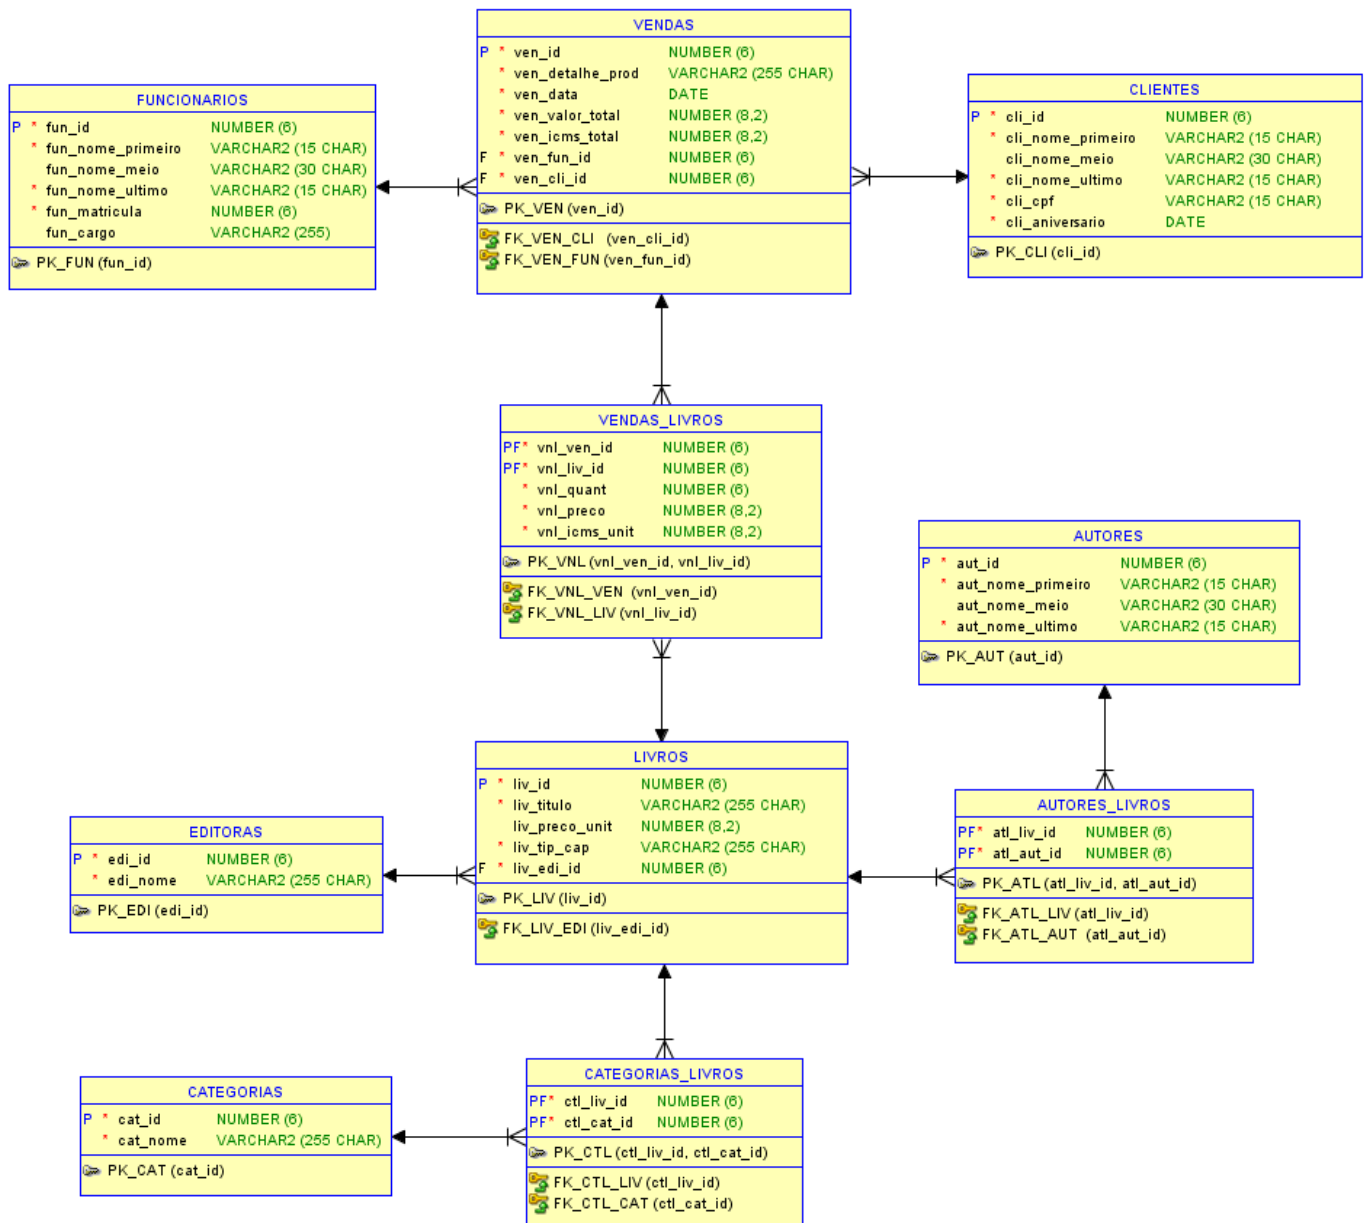 VENDAS
P * ven_id NUMBER (6)
* ven_detalhe_prod VARCHAR2 (255 CHAR)
* ven_data DATE
* ven_valor_total NUMBER (8,2)
* ven_icms_total NUMBER (8,2)
F * ven_fun_id NUMBER (6)
F * ven_cli_id NUMBER (6)
PK_VEN (ven_id)
FK_VEN_CLI (ven_cli_id)
FK_VEN_FUN (ven_fun_id)
FUNCIONARIOS
P * fun_id NUMBER (6)
* fun_nome_primeiro VARCHAR2 (15 CHAR)
fun_nome_meio VARCHAR2 (30 CHAR)
* fun_nome_ultimo VARCHAR2 (15 CHAR)
* fun_matricula NUMBER (6)
fun_cargo VARCHAR2 (255)
PK_FUN (fun_id)
CLIENTES
P * cli_id NUMBER (6)
* cli_nome_primeiro VARCHAR2 (15 CHAR)
cli_nome_meio VARCHAR2 (30 CHAR)
* cli_nome_ultimo VARCHAR2 (15 CHAR)
* cli_cpf VARCHAR2 (15 CHAR)
* cli_aniversario DATE
PK_CLI (cli_id)
VENDAS_LIVROS
PF* vnl_ven_id NUMBER (6)
PF* vnl_liv_id NUMBER (6)
* vnl_quant NUMBER (6)
* vnl_preco NUMBER (8,2)
* vnl_icms_unit NUMBER (8,2)
PK_VNL (vnl_ven_id, vnl_liv_id)
FK_VNL_VEN (vnl_ven_id)
FK_VNL_LIV (vnl_liv_id)
AUTORES
P * aut_id NUMBER (6)
* aut_nome_primeiro VARCHAR2 (15 CHAR)
aut_nome_meio VARCHAR2 (30 CHAR)
* aut_nome_ultimo VARCHAR2 (15 CHAR)
PK_AUT (aut_id)
LIVROS
P * liv_id NUMBER (6)
* liv_titulo VARCHAR2 (255 CHAR)
liv_preco_unit NUMBER (8,2)
* liv_tip_cap VARCHAR2 (255 CHAR)
F * liv_edi_id NUMBER (6)
PK_LIV (liv_id)
FK_LIV_EDI (liv_edi_id)
EDITORAS
P * edi_id NUMBER (6)
* edi_nome VARCHAR2 (255 CHAR)
PK_EDI (edi_id)
AUTORES_LIVROS
PF* atl_liv_id NUMBER (6)
PF* atl_aut_id NUMBER (6)
PK_ATL (atl_liv_id, atl_aut_id)
FK_ATL_LIV (atl_liv_id)
FK_ATL_AUT (atl_aut_id)
CATEGORIAS
P * cat_id NUMBER (6)
* cat_nome VARCHAR2 (255 CHAR)
PK_CAT (cat_id)
CATEGORIAS_LIVROS
PF* ctl_liv_id NUMBER (6)
PF* ctl_cat_id NUMBER (6)
PK_CTL (ctl_liv_id, ctl_cat_id)
FK_CTL_LIV (ctl_liv_id)
FK_CTL_CAT (ctl_cat_id)